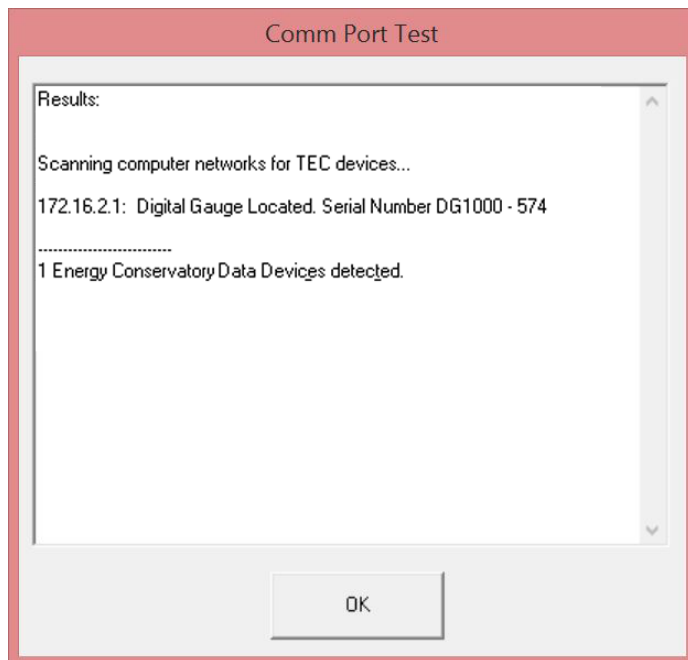 Comm Port Test
Results:
Scanning computer networks for TEC devices...
172.16.2.1: Digital Gauge Located. Serial Number DG1000 - 574
---------------------------
1 Energy Conservatory Data Devices detected.
OK